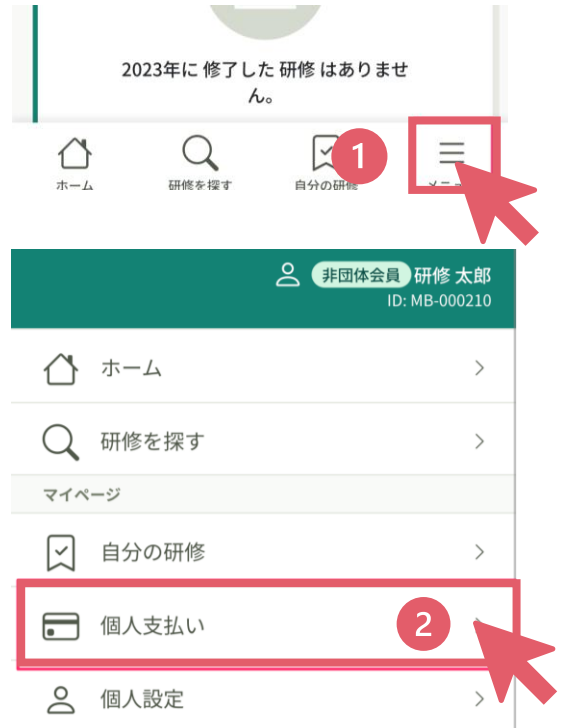 2023年に 修了した 研修 はありませ
ん。
ホーム
研修を探す
自分の研修
1
非団体会員 研修 太郎
ID: MB-000210
ホーム
研修を探す
マイページ
自分の研修
個人支払い
2
個人設定